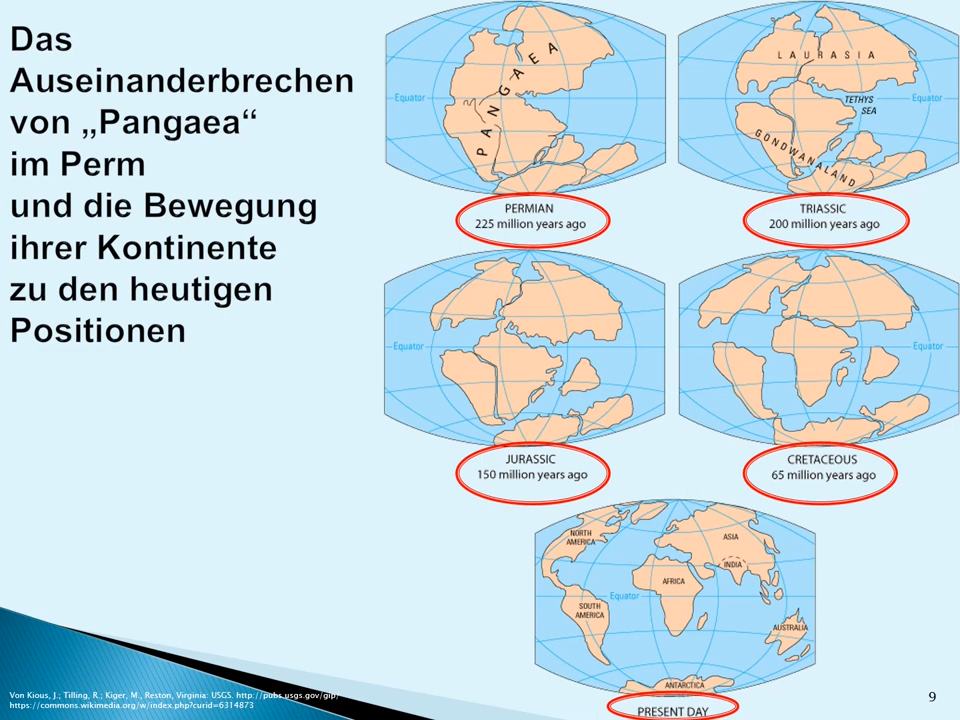 Das
Auseinanderbrechen
von „Pangaea“
im Perm
und die Bewegung
ihrer Kontinente
zu den heutigen
Positionen
Equator
PANGAEA
PERMIAN
225 million years ago
LAURASIA
TETHYS
SEA
Equator
GONDWANALAND
TRIASSIC
200 million years ago
Equator
JURASSIC
150 million years ago
Equator
CRETACEOUS
65 million years ago
NORTH
AMERICA
ASIA
INDIA
AFRICA
Equator
SOUTH
AMERICA
AUSTRALIA
ANTARCTICA
PRESENT DAY
Von Kious, J.; Tilling, R.; Kiger, M., Reston, Virginia: USGS. http://pubs.usgs.gov/gip/
https://commons.wikimedia.org/w/index.php?curid=6314873
9